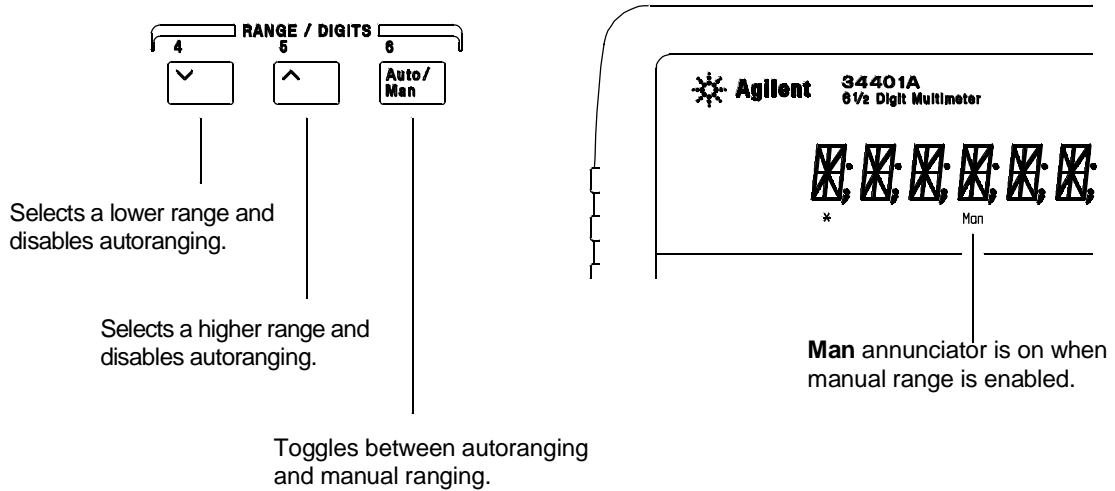 RANGE / DIGITS
4 5 6
Auto/
Man
Selects a lower range and
disables autoranging.
Selects a higher range and
disables autoranging.
Toggles between autoranging
and manual ranging.
Agilent
34401A
6½ Digit Multimeter
*
Man
Man annunciator is on when
manual range is enabled.